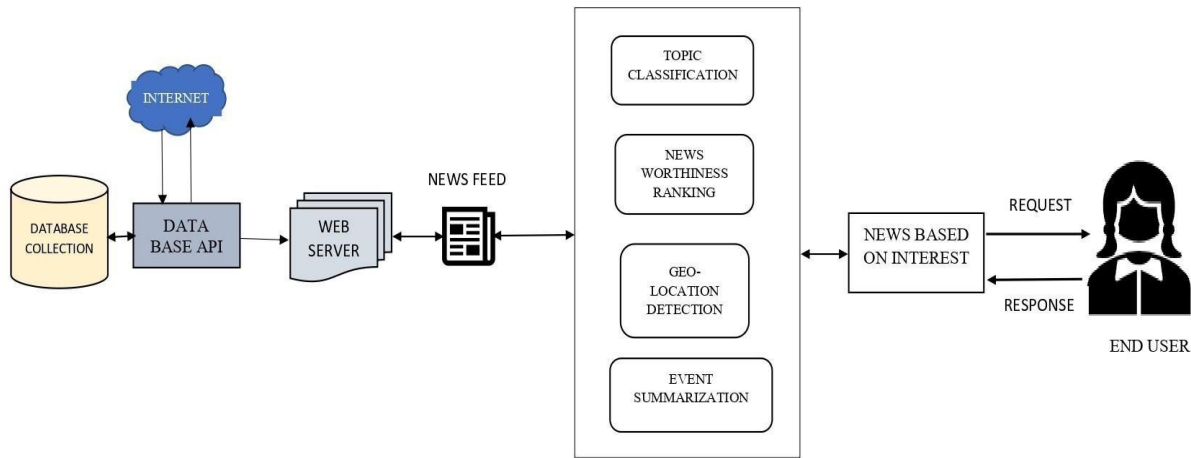 INTERNET
DATABASE
COLLECTION
DATA
BASE API
WEB
SERVER
NEWS FEED
TOPIC
CLASSIFICATION
NEWS
WORTHINESS
RANKING
GEO-
LOCATION
DETECTION
EVENT
SUMMARIZATION
NEWS BASED
ON INTEREST
REQUEST
RESPONSE
END USER